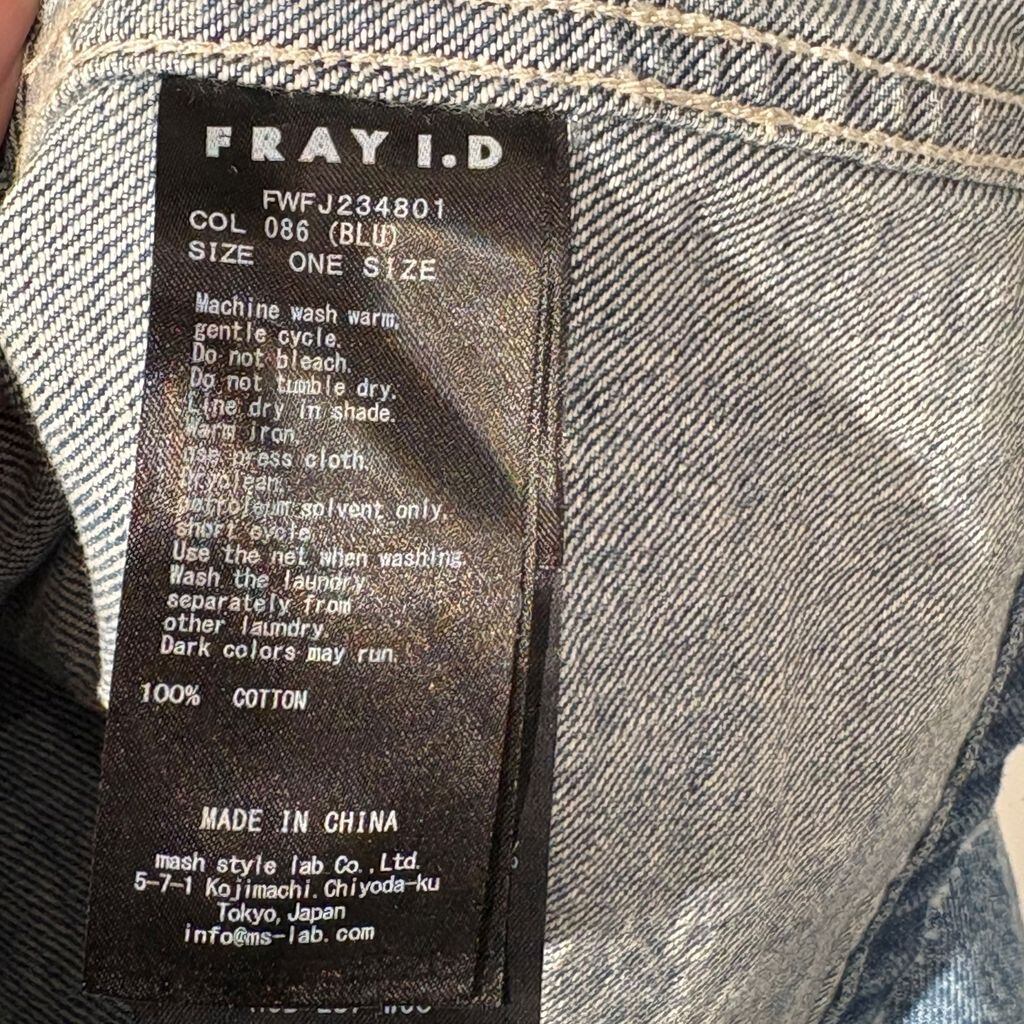 FRAY I.D
FWFJ234801
COL 086 (BLU)
SIZE ONE SIZE
Machine wash warm,
gentle cycle.
Do not bleach.
Do not tumble dry.
Line dry in shade.
Warm iron.
use press cloth.
Dryclean,
petroleum solvent only,
short cycle
Use the net when washing.
Wash the laundry
separately from
other laundry.
Dark colors may run.
100% COTTON
MADE IN CHINA
mash style lab Co.,Ltd.
5-7-1 Kojimachi.Chiyoda-ku
Tokyo,Japan
info@ms-lab.com